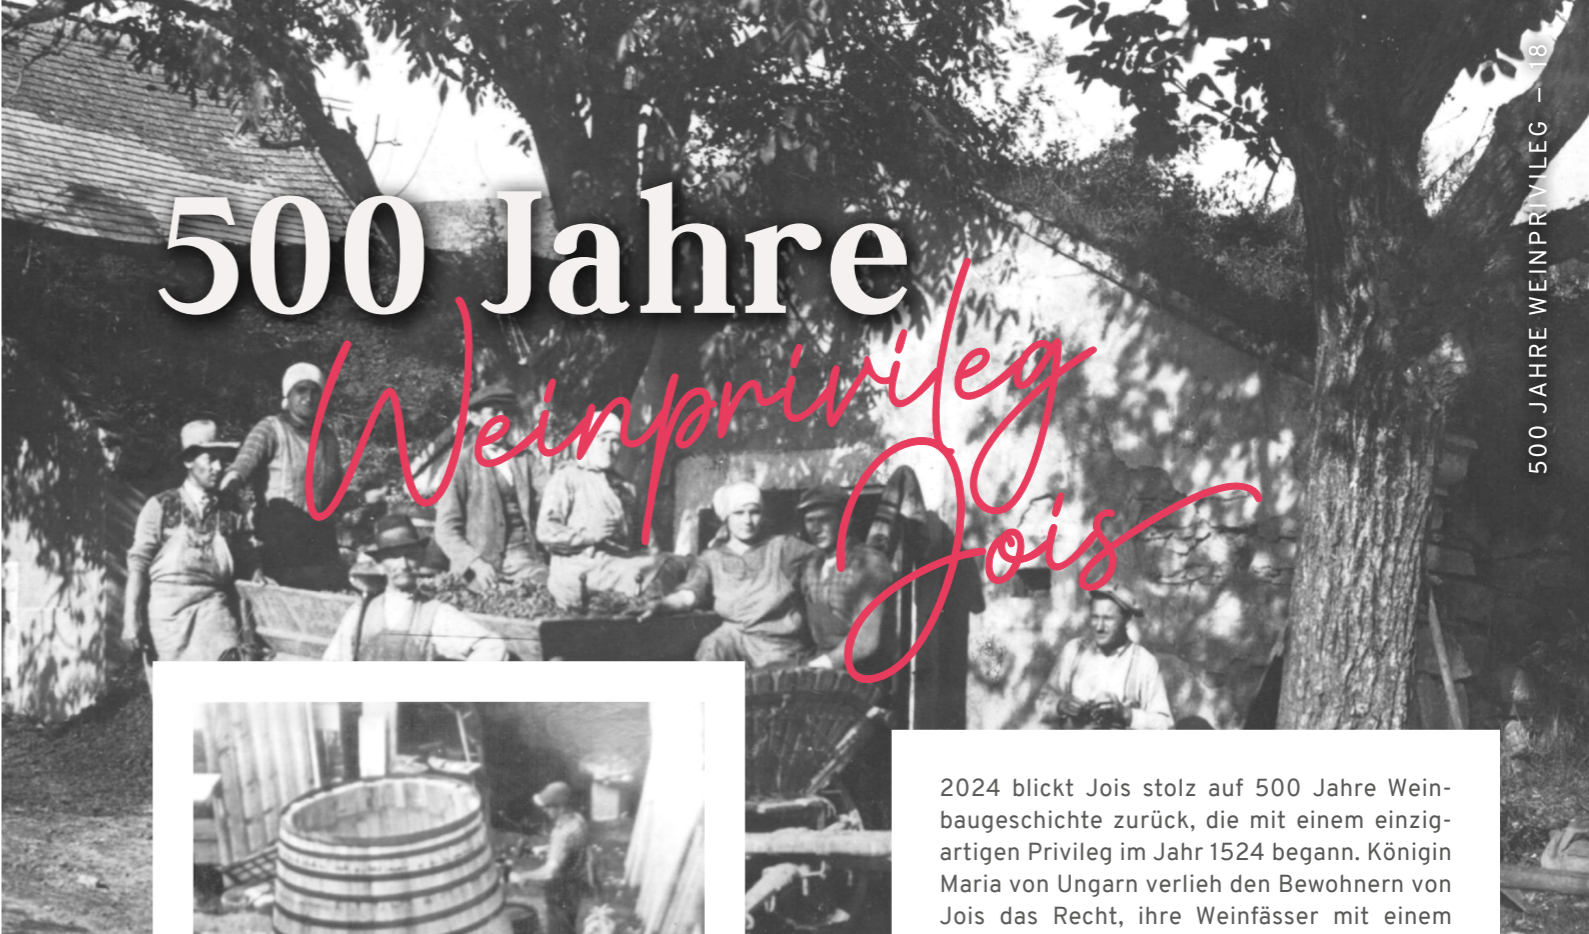 500 Jahre
Weinprivileg
Jois
500 JAHRE WEINPRIVILEG – 18
2024 blickt Jois stolz auf 500 Jahre Wein-
baugeschichte zurück, die mit einem einzig-
artigen Privileg im Jahr 1524 begann. Königin
Maria von Ungarn verlieh den Bewohnern von
Jois das Recht, ihre Weinfässer mit einem